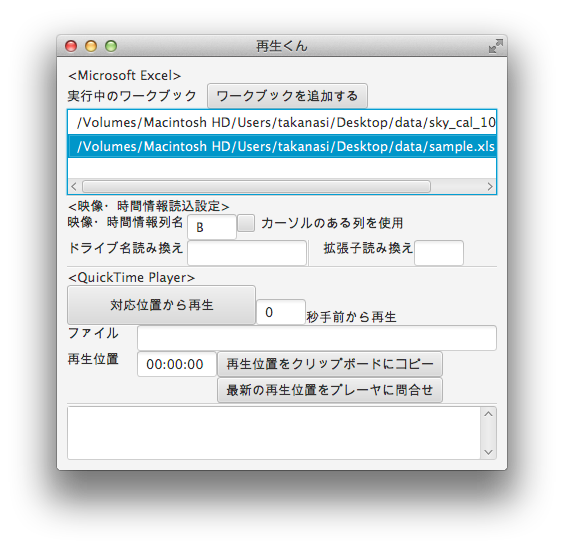 再生くん
<Microsoft Excel>
実行中のワークブック ワークブックを追加する
/Volumes/Macintosh HD/Users/takanasi/Desktop/data/sky_cal_10
/Volumes/Macintosh HD/Users/takanasi/Desktop/data/sample.xls
<映像・時間情報読込設定>
映像・時間情報列名 B カーソルのある列を使用
ドライブ名読み換え 拡張子読み換え
<QuickTime Player>
対応位置から再生 0 秒手前から再生
ファイル
再生位置 00:00:00 再生位置をクリップボードにコピー
最新の再生位置をプレーヤに問合せ